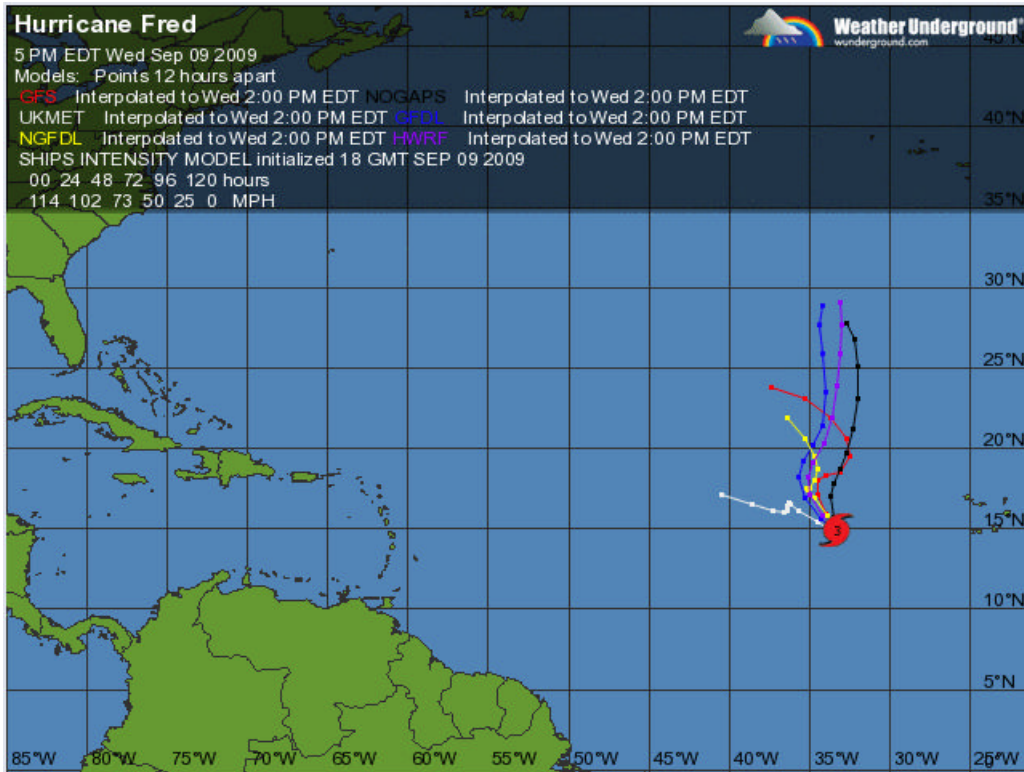 Hurricane Fred
Weather Underground®
wunderground.com
5 PM EDT Wed Sep 09 2009
Models: Points 12 hours apart
GFS Interpolated to Wed 2:00 PM EDT NOGAPS Interpolated to Wed 2:00 PM EDT
UKMET Interpolated to Wed 2:00 PM EDT GFDL Interpolated to Wed 2:00 PM EDT
NGFDL Interpolated to Wed 2:00 PM EDT HWRF Interpolated to Wed 2:00 PM EDT
SHIPS INTENSITY MODEL initialized 18 GMT SEP 09 2009
00 24 48 72 96 120 hours
114 102 73 50 25 0 MPH
45°N
40°N
35°N
30°N
25°N
20°N
15°N
3
10°N
5°N
85°W 80°W 75°W 70°W 65°W 60°W 55°W 50°W 45°W 40°W 35°W 30°W 25°W